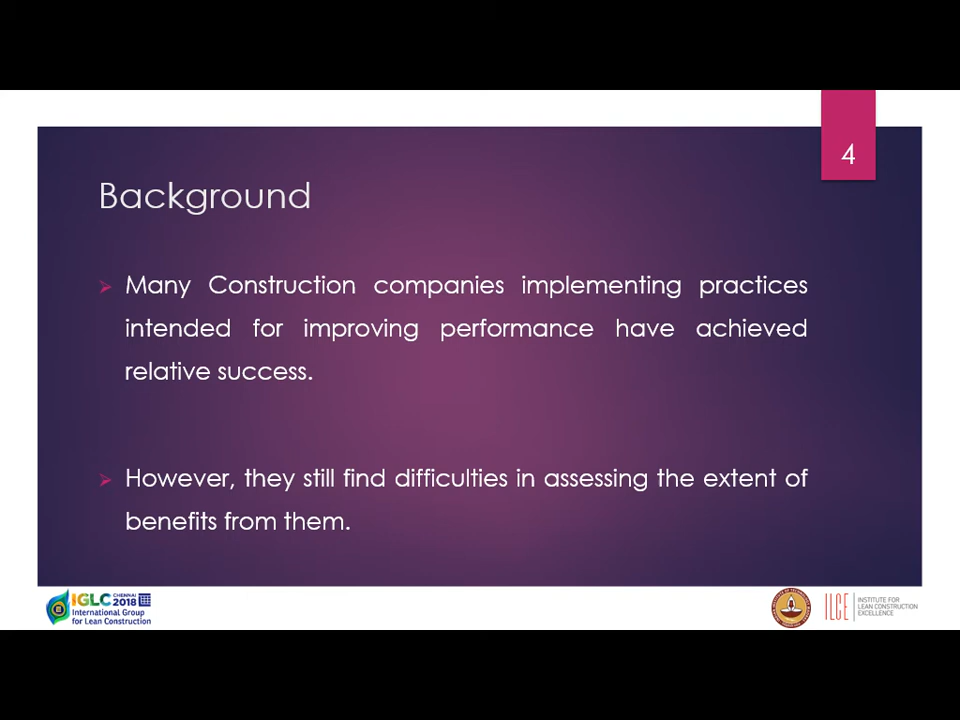 4
Background
Many Construction companies implementing practices
intended for improving performance have achieved
relative success.
However, they still find difficulties in assessing the extent of
benefits from them.
IGLC CHENNAI 2018
International Group
for Lean Construction
ILCE
INSTITUTE FOR
LEAN CONSTRUCTION
EXCELLENCE